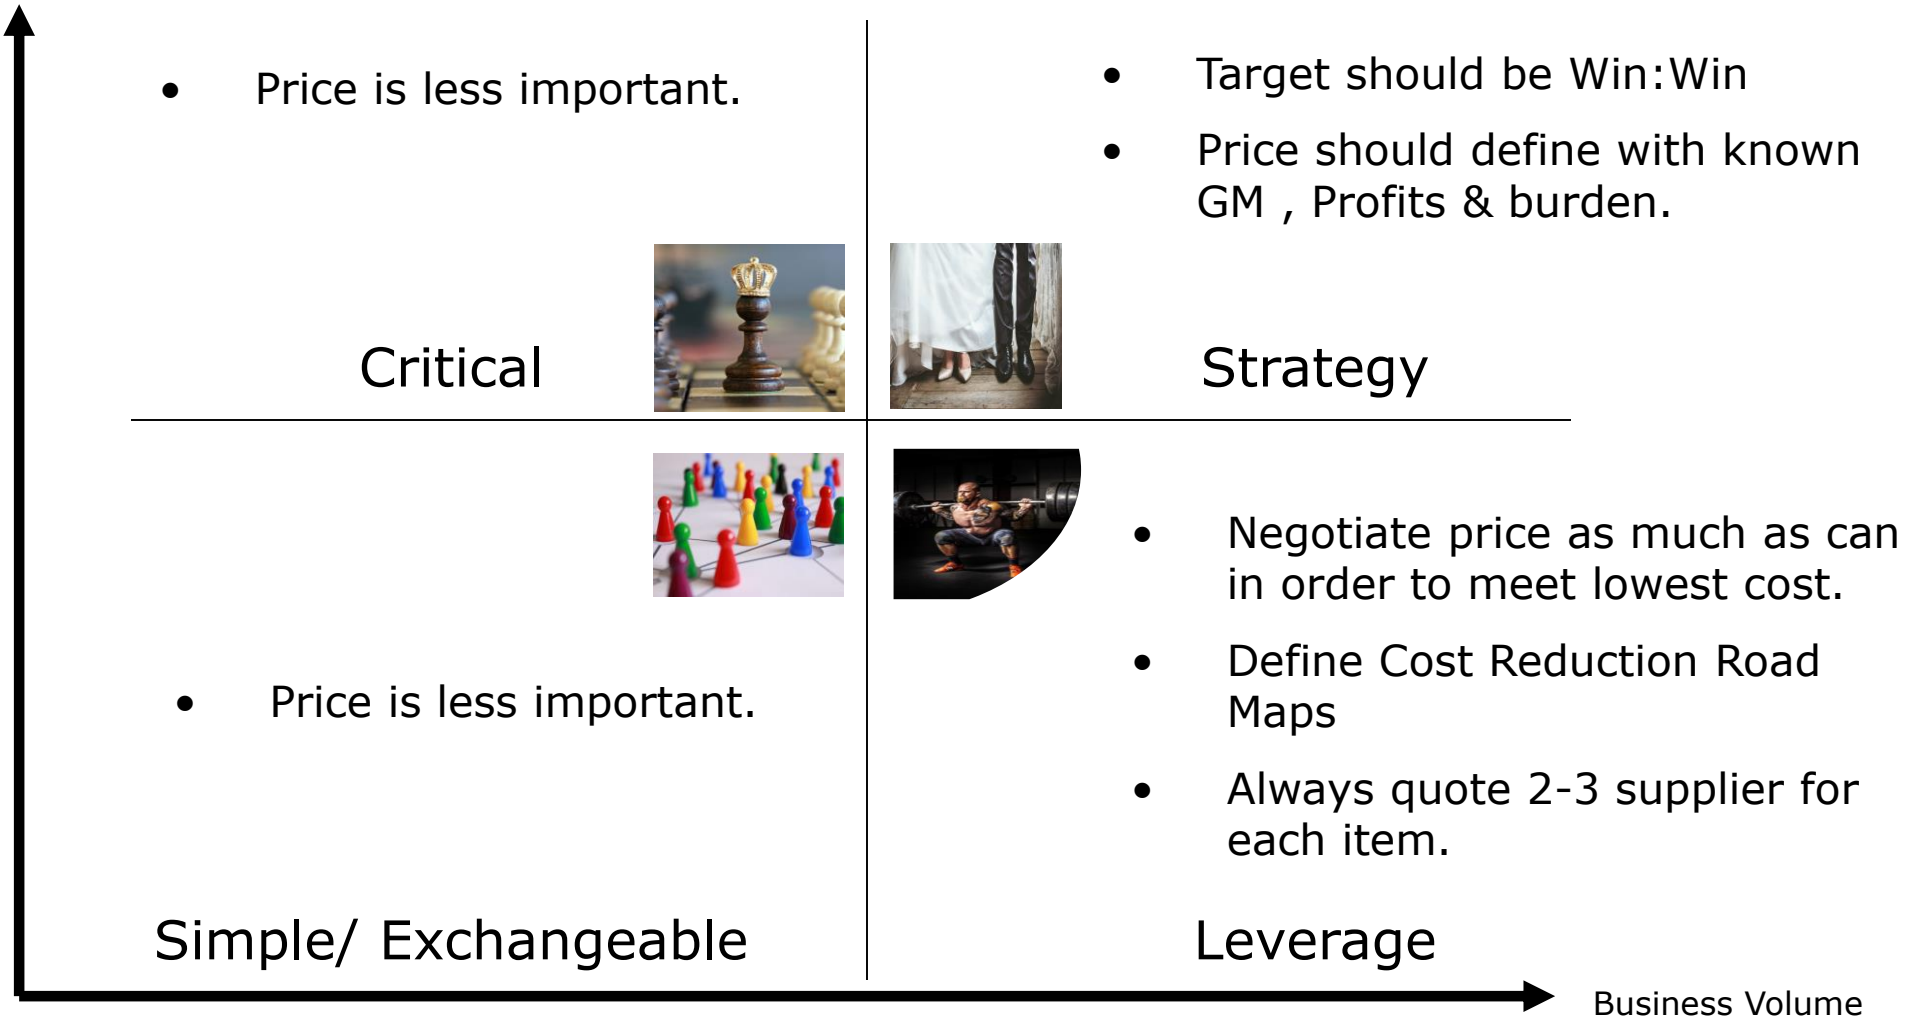 • Price is less important.
• Target should be Win:Win
• Price should define with known
GM , Profits & burden.
Critical
Strategy
• Price is less important.
• Negotiate price as much as can
in order to meet lowest cost.
• Define Cost Reduction Road
Maps
• Always quote 2-3 supplier for
each item.
Simple/ Exchangeable
Leverage
Business Volume